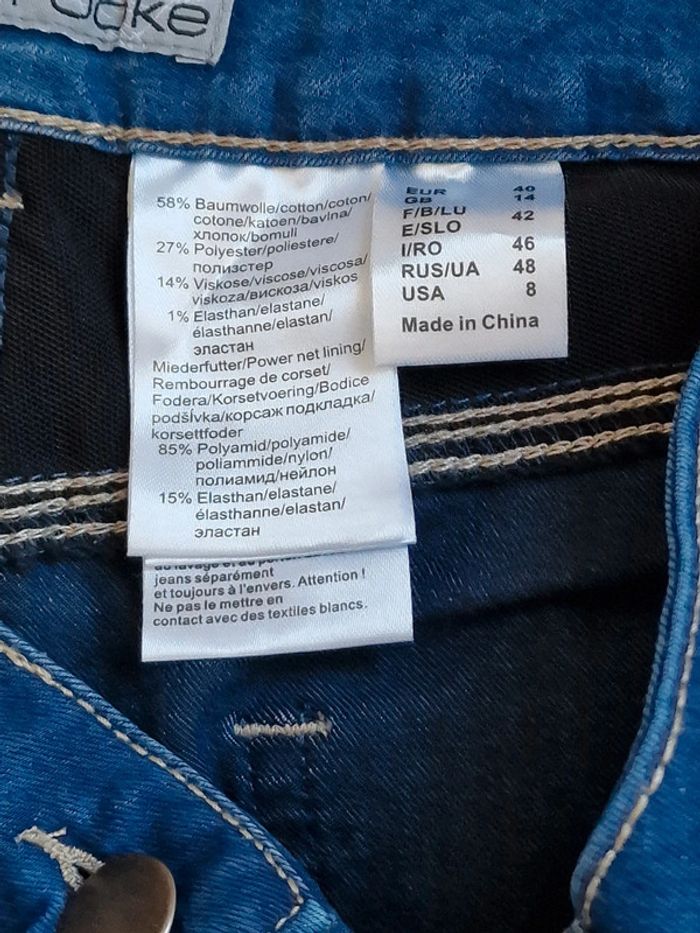 58% Baumwolle/cotton/coton/
cotone/katoen/bavlna/
хлопок/bomuli
27% Polyester/poliestere/
полиэстер
14% Viskose/viscose/viscosa/
viskoza/вискоза/viskos
1% Elasthan/elastane/
élasthanne/elastan/
эластан
Miederfutter/Power net lining/
Rembourrage de corset/
Fodera/Korsetvoering/Bodice
podšívka/корсаж подкладка/
korsettfoder
85% Polyamid/polyamide/
poliammide/nylon/
полиамид/нейлон
15% Elasthan/elastane/
élasthanne/elastan/
эластан
EUR 40
GB 14
F/B/LU 42
E/SLO
I/RO 46
RUS/UA 48
USA 8
Made in China
jeans séparément
et toujours à l'envers. Attention !
Ne pas le mettre en
contact avec des textiles blancs.